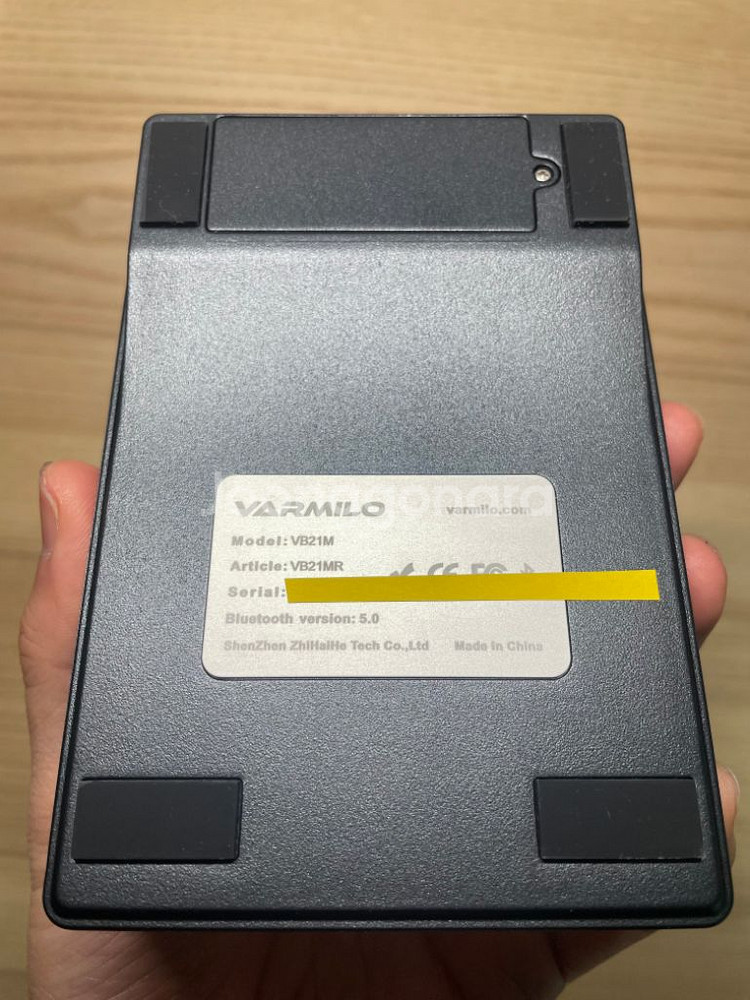 VARMILO varmilo.com
Joongonara
Model: VB21M
Article: VB21MR
Serial:
Bluetooth version: 5.0
ShenZhen ZhiHaiHe Tech Co.,Ltd Made in China